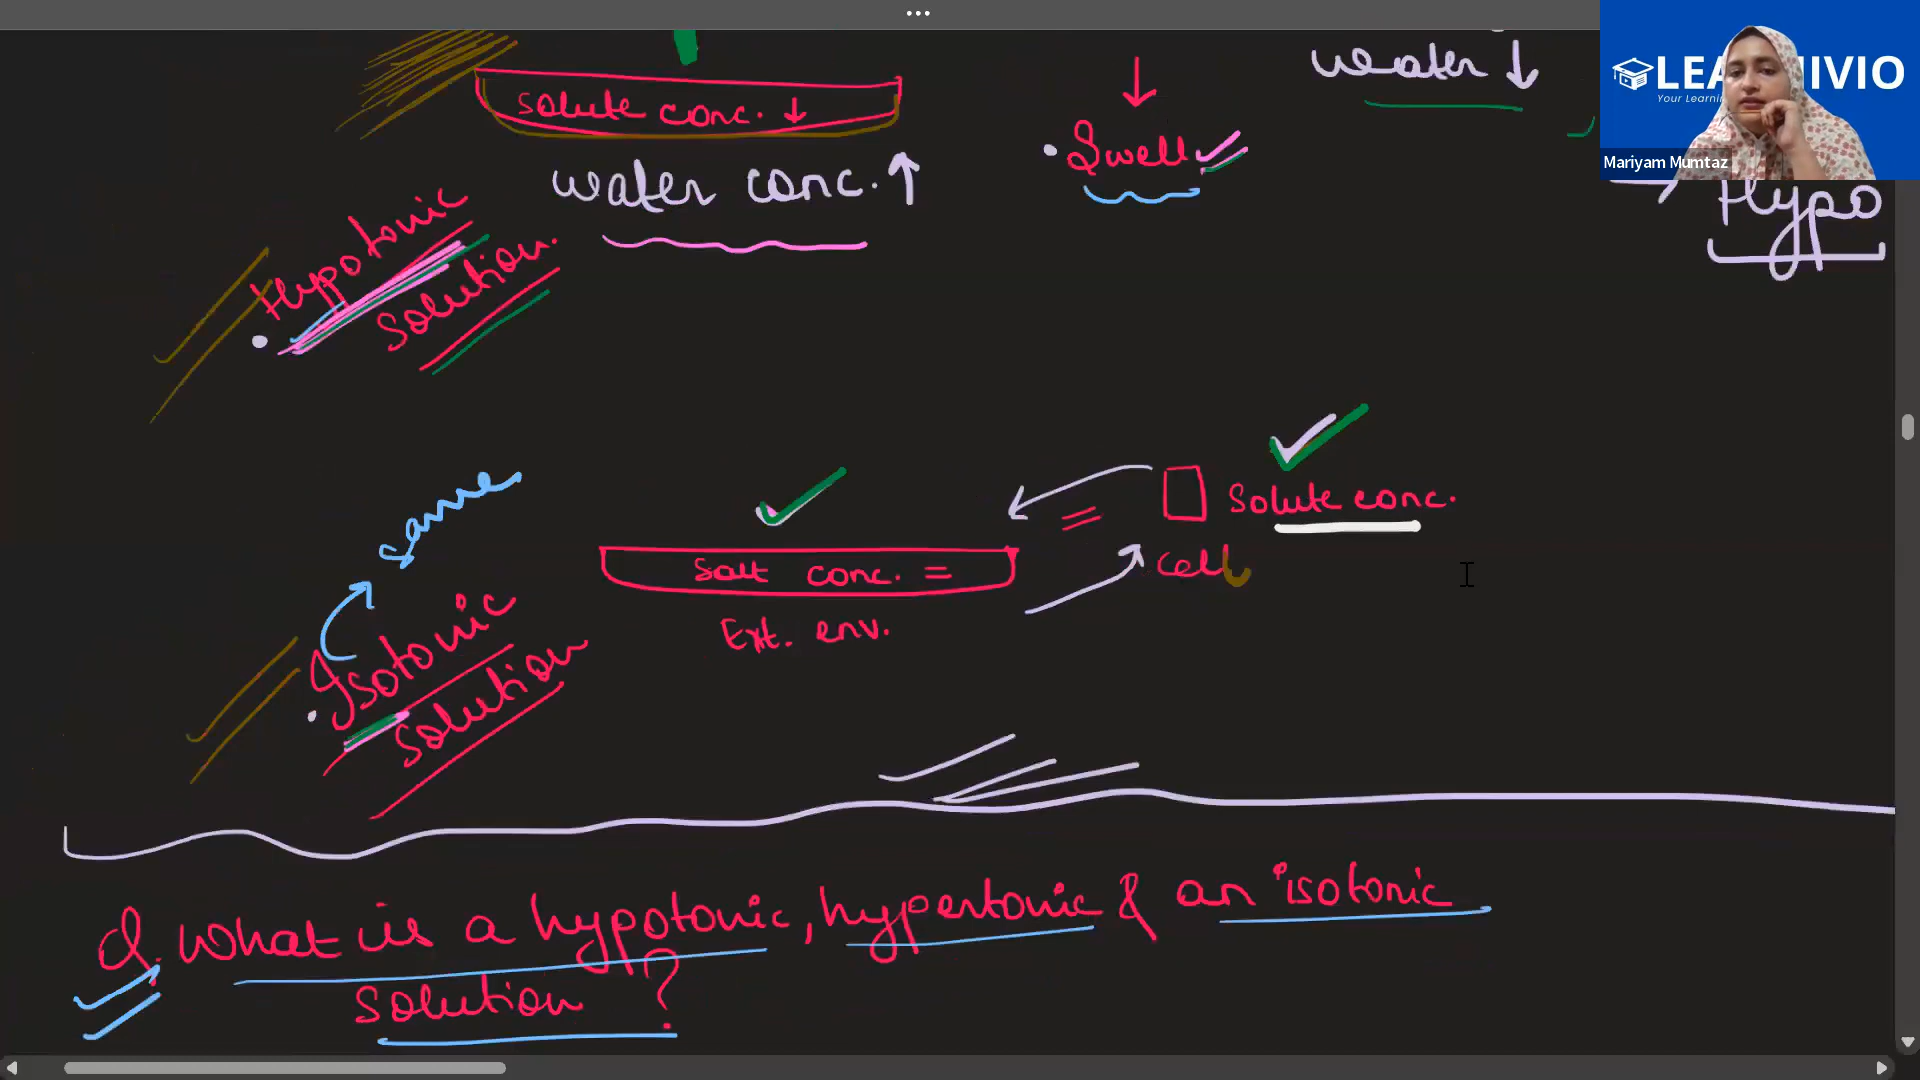 water ↓
LEA
IVIO
Your Learni
Mariyam Mumtaz
Solute conc. ↓
• Swell
water conc. ↑
→ Hypo
• Hypotonic
Solution.
same
Solute conc.
=
Salt conc. =
Cell
Ext. env.
• Isotonic
Solution
Q. What is a hypotonic, hypertonic & an isotonic
solution?